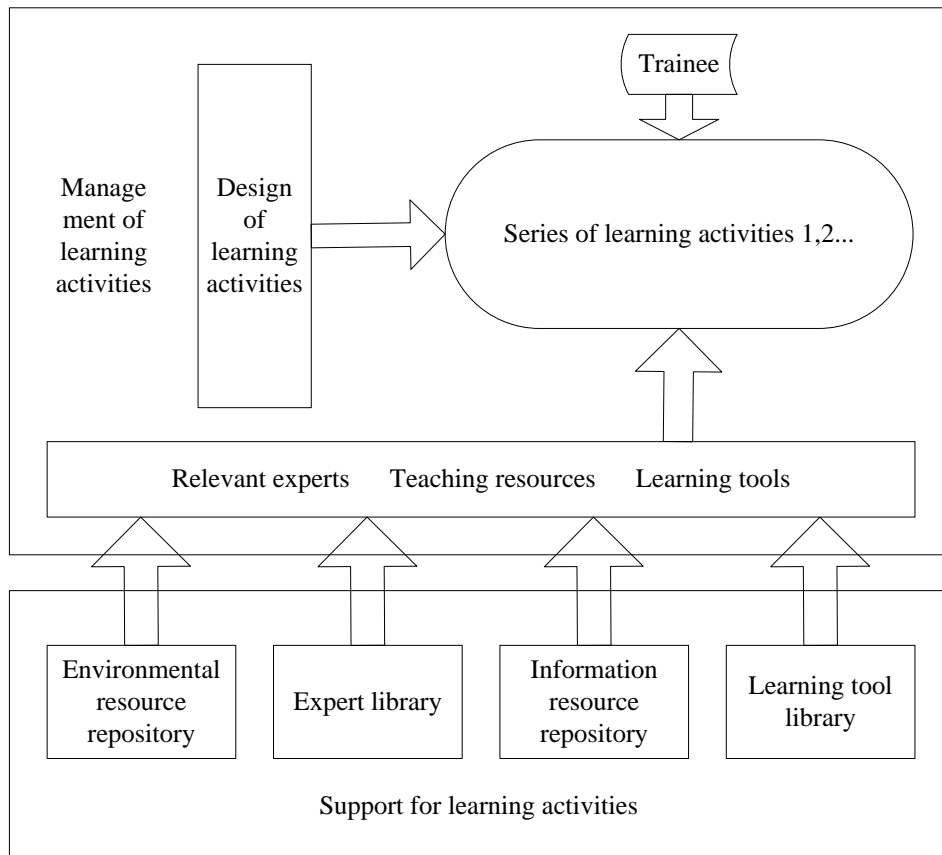 Trainee
Manage
ment of
learning
activities
Design
of
learning
activities
Series of learning activities 1,2...
Relevant experts Teaching resources Learning tools
Environmental
resource
repository
Expert library
Information
resource
repository
Learning tool
library
Support for learning activities